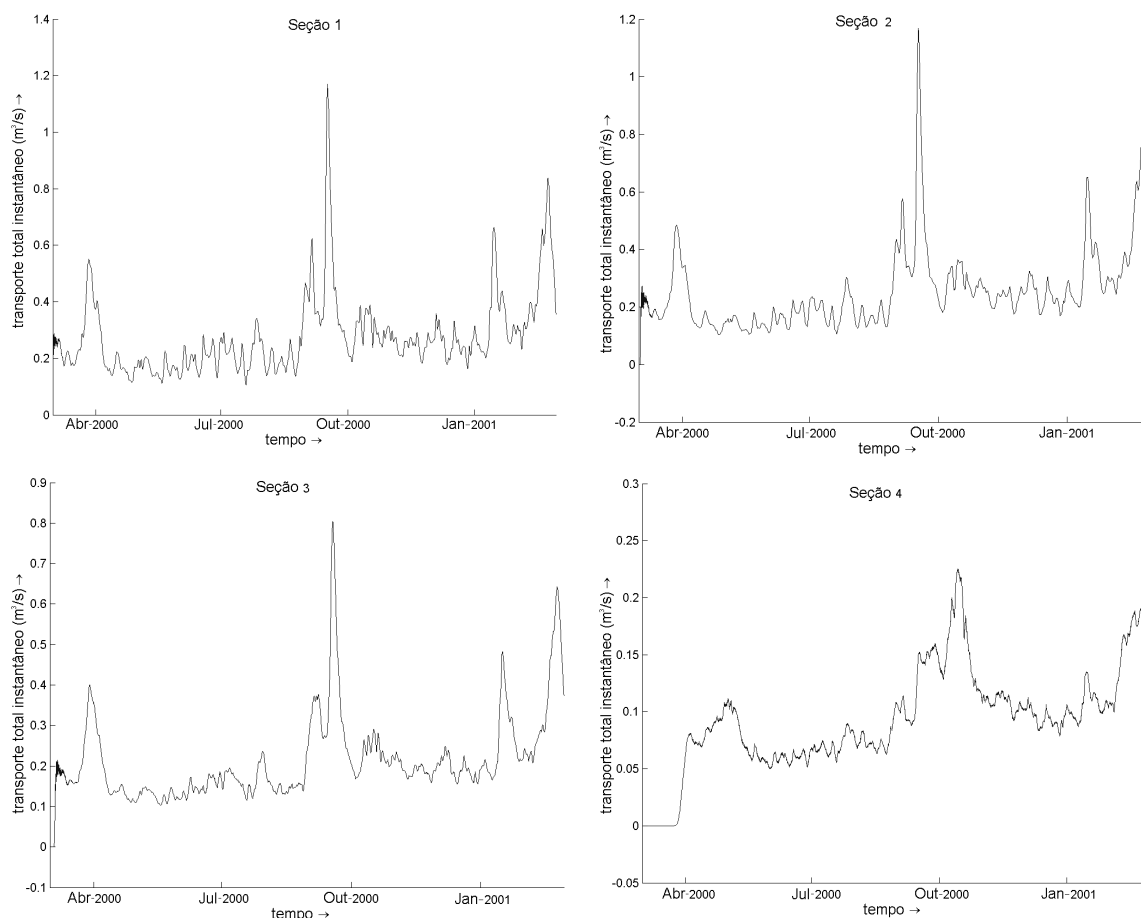 Seção 1
transporte total instantâneo (m³/s) →
1.4
1.2
1
0.8
0.6
0.4
0.2
0
Abr-2000 Jul-2000 Out-2000 Jan-2001
tempo →
Seção 2
transporte total instantâneo (m³/s) →
1.2
1
0.8
0.6
0.4
0.2
0
-0.2
Abr-2000 Jul-2000 Out-2000 Jan-2001
tempo →
Seção 3
transporte total instantâneo (m³/s) →
0.9
0.8
0.7
0.6
0.5
0.4
0.3
0.2
0.1
0
-0.1
Abr-2000 Jul-2000 Out-2000 Jan-2001
tempo →
Seção 4
transporte total instantâneo (m³/s) →
0.3
0.25
0.2
0.15
0.1
0.05
0
-0.05
Abr-2000 Jul-2000 Out-2000 Jan-2001
tempo →